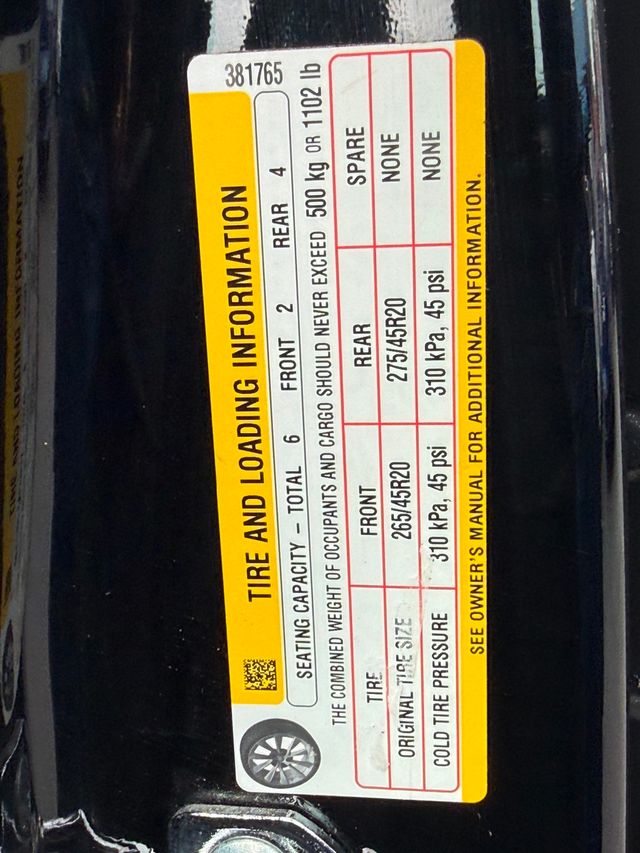 381765
TIRE AND LOADING INFORMATION
SEATING CAPACITY – TOTAL 6 FRONT 2 REAR 4
THE COMBINED WEIGHT OF OCCUPANTS AND CARGO SHOULD NEVER EXCEED 500 kg OR 1102 lb
TIRE FRONT REAR SPARE
ORIGINAL TIRE SIZE 265/45R20 275/45R20 NONE
COLD TIRE PRESSURE 310 kPa, 45 psi 310 kPa, 45 psi NONE
SEE OWNER'S MANUAL FOR ADDITIONAL INFORMATION.